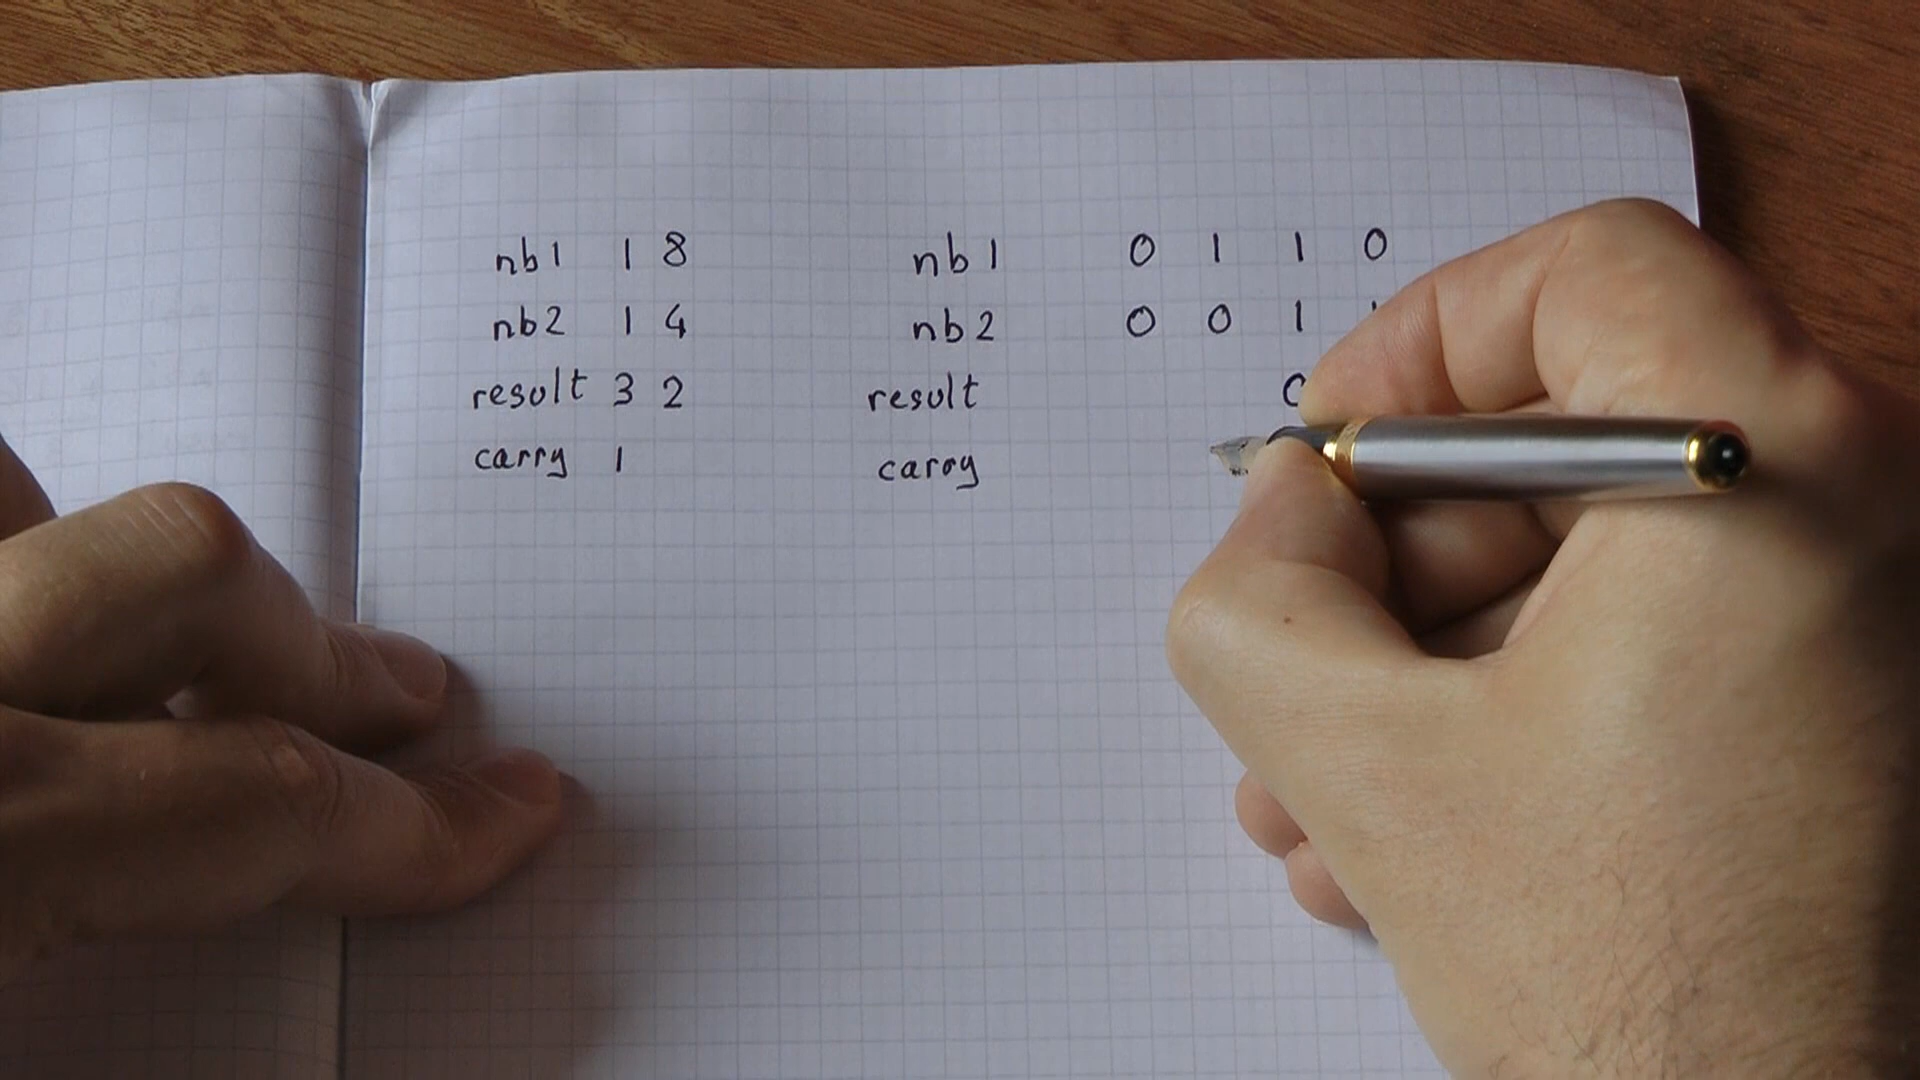 nb1 1 8
nb2 1 4
result 3 2
carry 1
nb1 0 1 1 0
nb2 0 0 1
result
carry